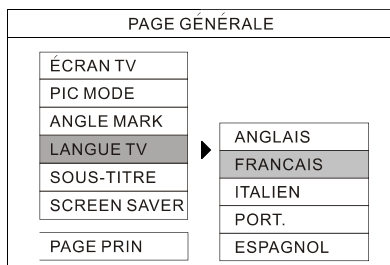 PAGE GÉNÉRALE
ÉCRAN TV
PIC MODE
ANGLE MARK
LANGUE TV
SOUS-TITRE
SCREEN SAVER
PAGE PRIN
ANGLAIS
FRANCAIS
ITALIEN
PORT.
ESPAGNOL